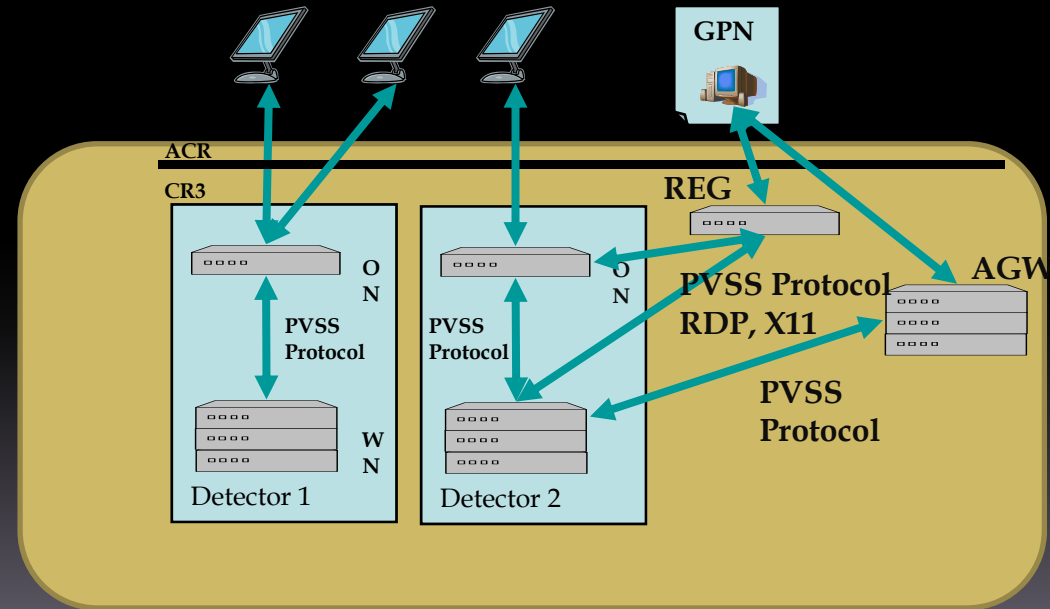 GPN
ACR
CR3
REG
O
N
O
N
AGW
PVSS Protocol
RDP, X11
PVSS
Protocol
PVSS
Protocol
PVSS
Protocol
W
N
Detector 1
Detector 2